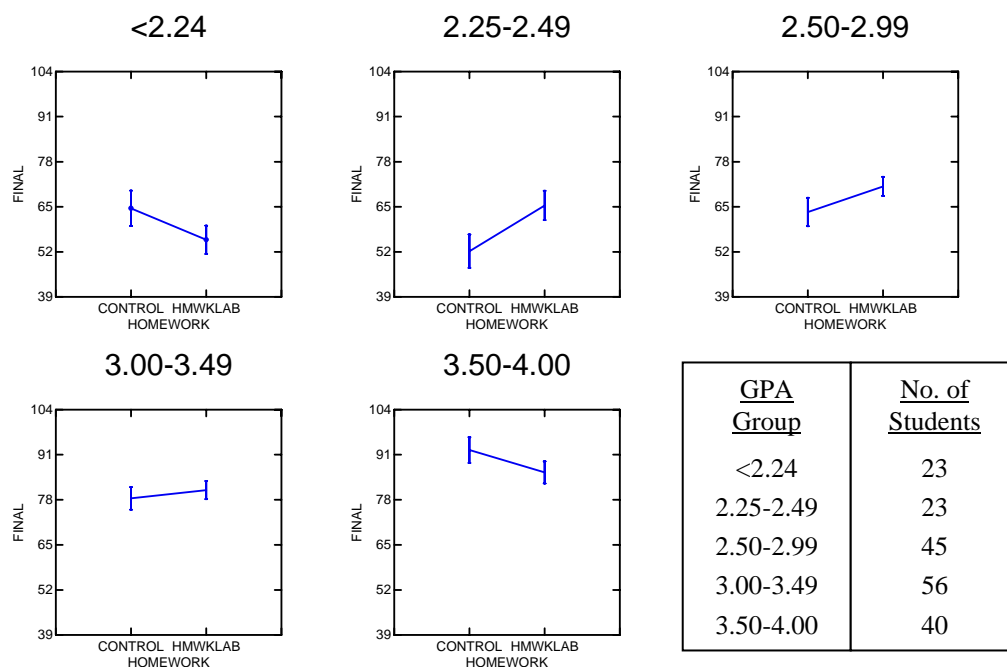 <2.24
2.25-2.49
2.50-2.99
104
91
78
65
52
39
FINAL
CONTROL HMWKLAB
HOMEWORK
104
91
78
65
52
39
FINAL
CONTROL HMWKLAB
HOMEWORK
104
91
78
65
52
39
FINAL
CONTROL HMWKLAB
HOMEWORK
3.00-3.49
3.50-4.00
104
91
78
65
52
39
FINAL
CONTROL HMWKLAB
HOMEWORK
104
91
78
65
52
39
FINAL
CONTROL HMWKLAB
HOMEWORK
GPA Group No. of Students
<2.24 23
2.25-2.49 23
2.50-2.99 45
3.00-3.49 56
3.50-4.00 40